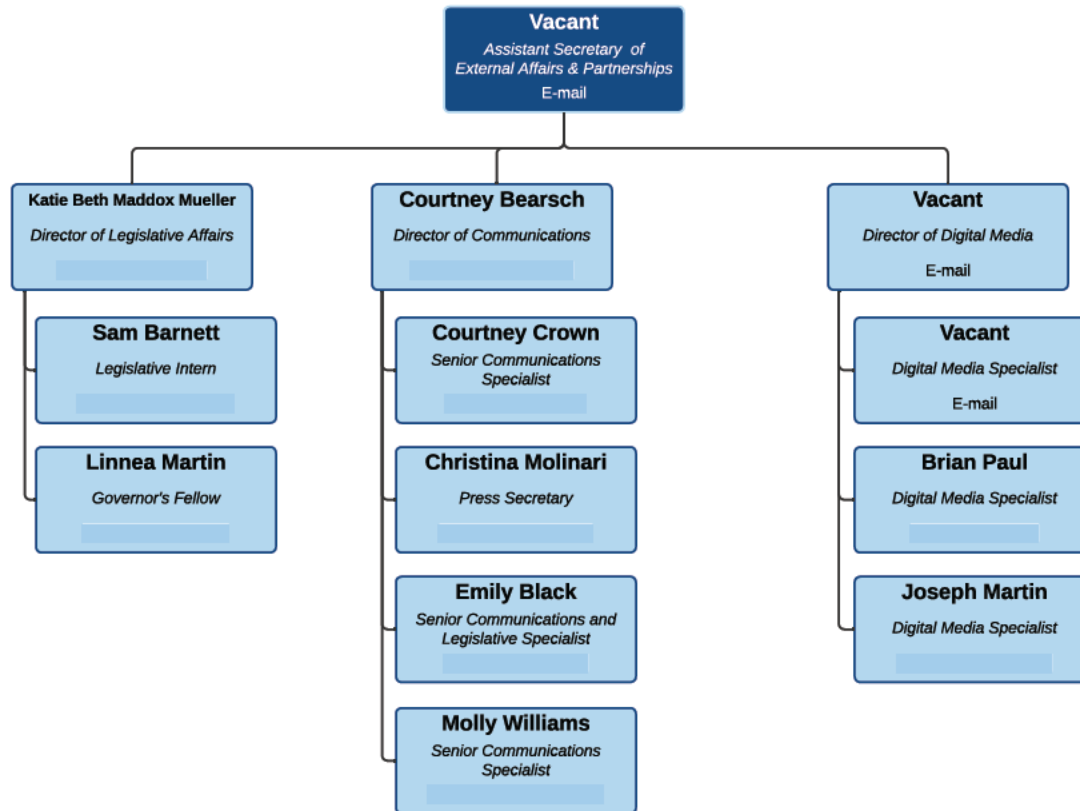 Vacant
Assistant Secretary of
External Affairs & Partnerships
E-mail
Katie Beth Maddox Mueller
Director of Legislative Affairs
Sam Barnett
Legislative Intern
Linnea Martin
Governor's Fellow
Courtney Bearsch
Director of Communications
Courtney Crown
Senior Communications
Specialist
Christina Molinari
Press Secretary
Emily Black
Senior Communications and
Legislative Specialist
Molly Williams
Senior Communications
Specialist
Vacant
Director of Digital Media
E-mail
Vacant
Digital Media Specialist
E-mail
Brian Paul
Digital Media Specialist
Joseph Martin
Digital Media Specialist